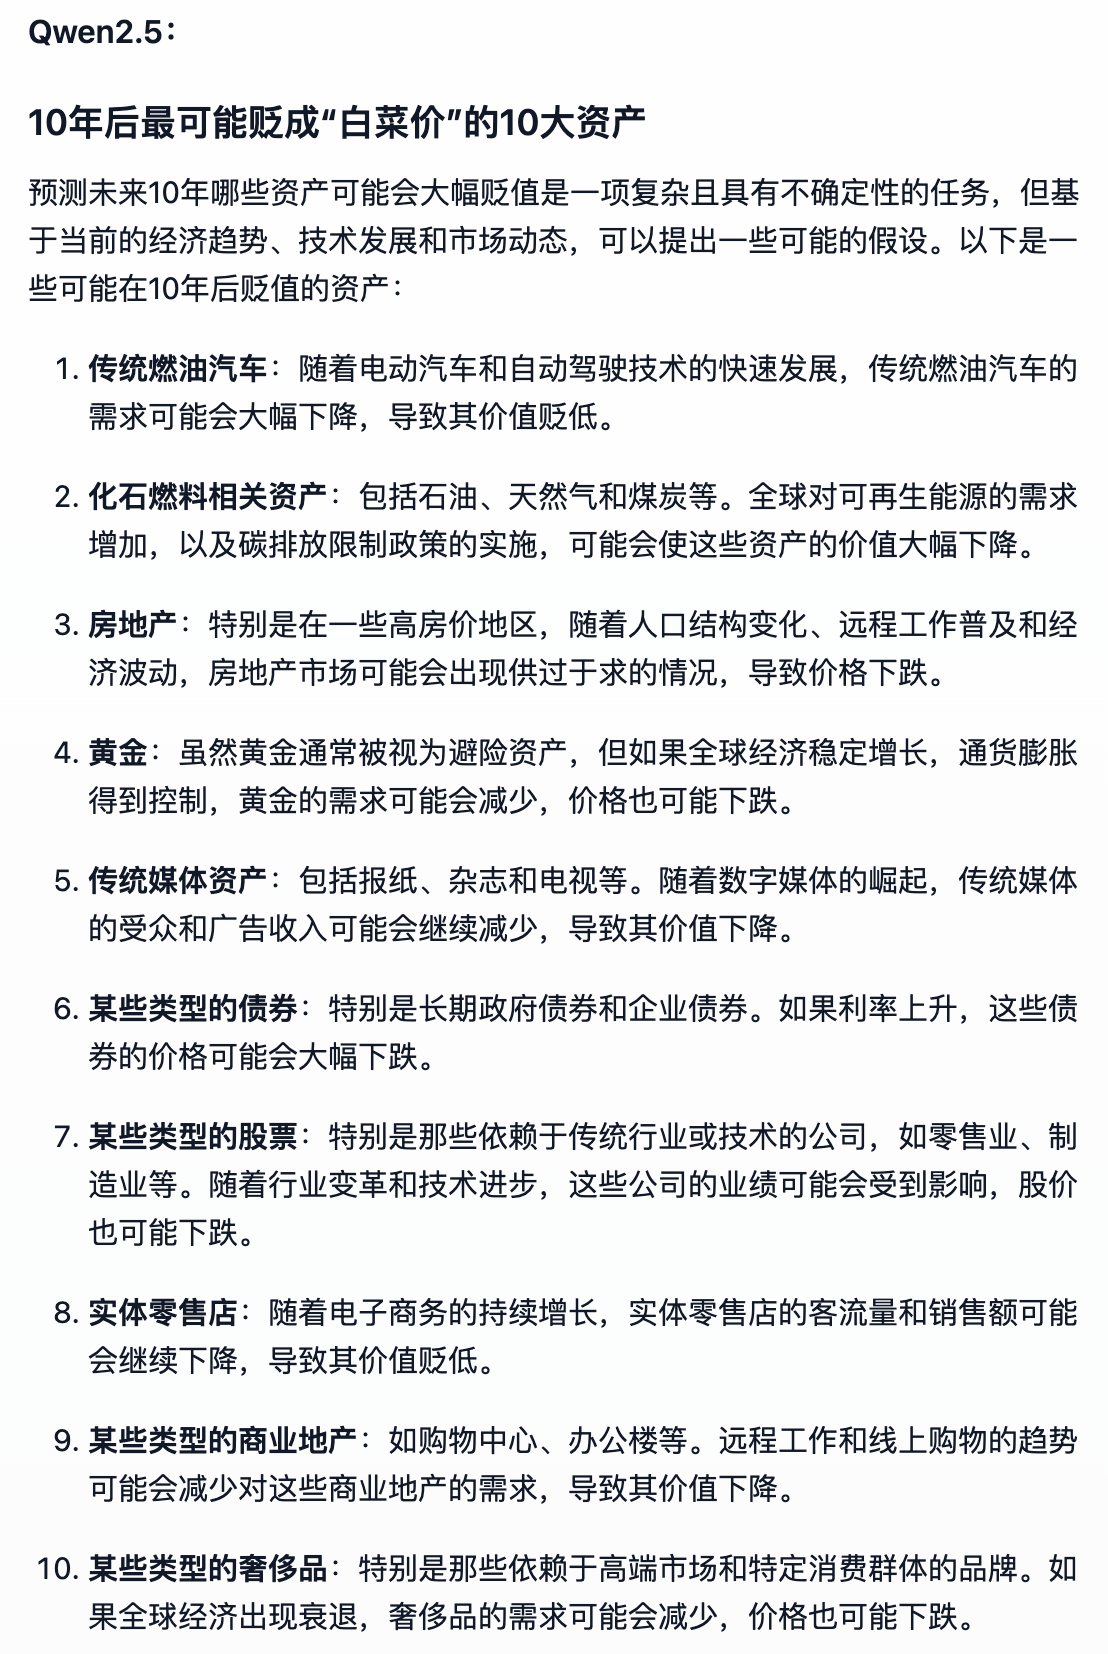 Qwen2.5：
10年后最可能贬成“白菜价”的10大资产
预测未来10年哪些资产可能会大幅贬值是一项复杂且具有不确定性的任务，但基
于当前的经济趋势、技术发展和市场动态，可以提出一些可能的假设。以下是一
些可能在10年后贬值的资产：
1. 传统燃油汽车：随着电动汽车和自动驾驶技术的快速发展，传统燃油汽车的
需求可能会大幅下降，导致其价值贬低。
2. 化石燃料相关资产：包括石油、天然气和煤炭等。全球对可再生能源的需求
增加，以及碳排放限制政策的实施，可能会使这些资产的价值大幅下降。
3. 房地产：特别是在一些高房价地区，随着人口结构变化、远程工作普及和经
济波动，房地产市场可能会出现供过于求的情况，导致价格下跌。
4. 黄金：虽然黄金通常被视为避险资产，但如果全球经济稳定增长，通货膨胀
得到控制，黄金的需求可能会减少，价格也可能下跌。
5. 传统媒体资产：包括报纸、杂志和电视等。随着数字媒体的崛起，传统媒体
的受众和广告收入可能会继续减少，导致其价值下降。
6. 某些类型的债券：特别是长期政府债券和企业债券。如果利率上升，这些债
券的价格可能会大幅下跌。
7. 某些类型的股票：特别是那些依赖于传统行业或技术的公司，如零售业、制
造业等。随着行业变革和技术进步，这些公司的业绩可能会受到影响，股价
也可能下跌。
8. 实体零售店：随着电子商务的持续增长，实体零售店的客流量和销售额可能
会继续下降，导致其价值贬低。
9. 某些类型的商业地产：如购物中心、办公楼等。远程工作和线上购物的趋势
可能会减少对这些商业地产的需求，导致其价值下降。
10. 某些类型的奢侈品：特别是那些依赖于高端市场和特定消费群体的品牌。如
果全球经济出现衰退，奢侈品的需求可能会减少，价格也可能下跌。